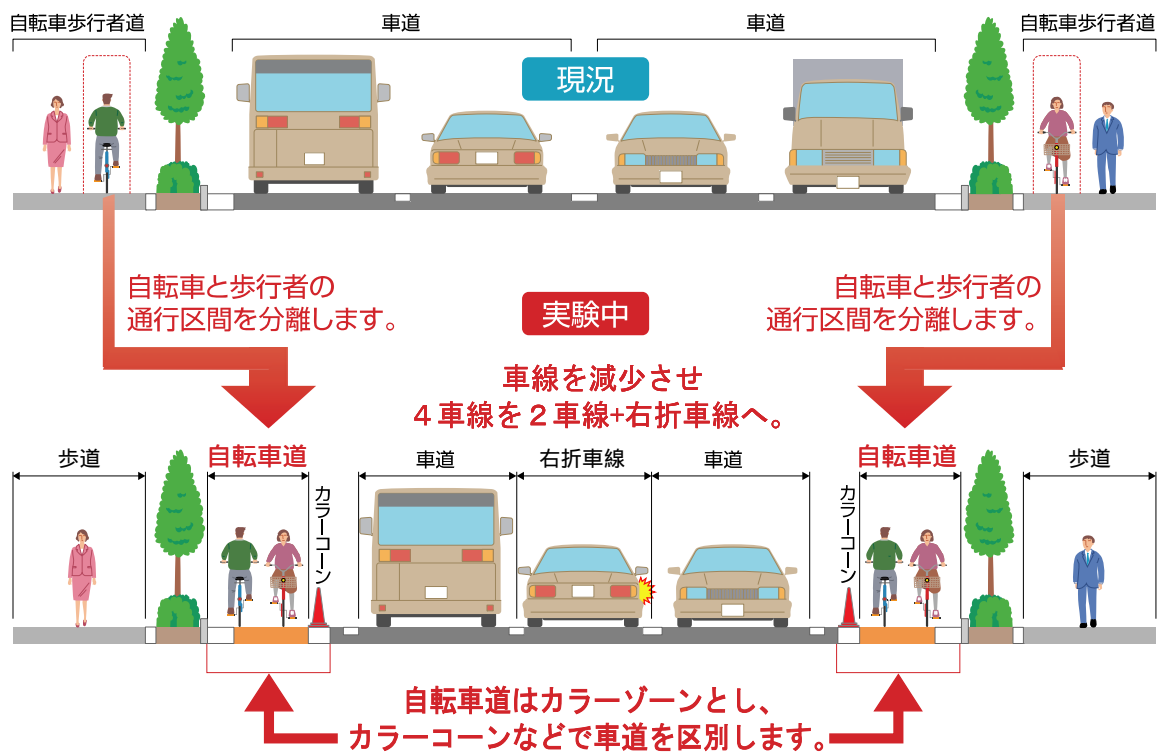 自転車歩行者道
車道
車道
自転車歩行者道
現況
自転車と歩行者の
通行区間を分離します。
実験中
自転車と歩行者の
通行区間を分離します。
車線を減少させ
４車線を２車線+右折車線へ。
歩道
自転車道
カラーコーン
車道
右折車線
車道
カラーコーン
自転車道
歩道
自転車道はカラーゾーンとし、
カラーコーンなどで車道を区別します。